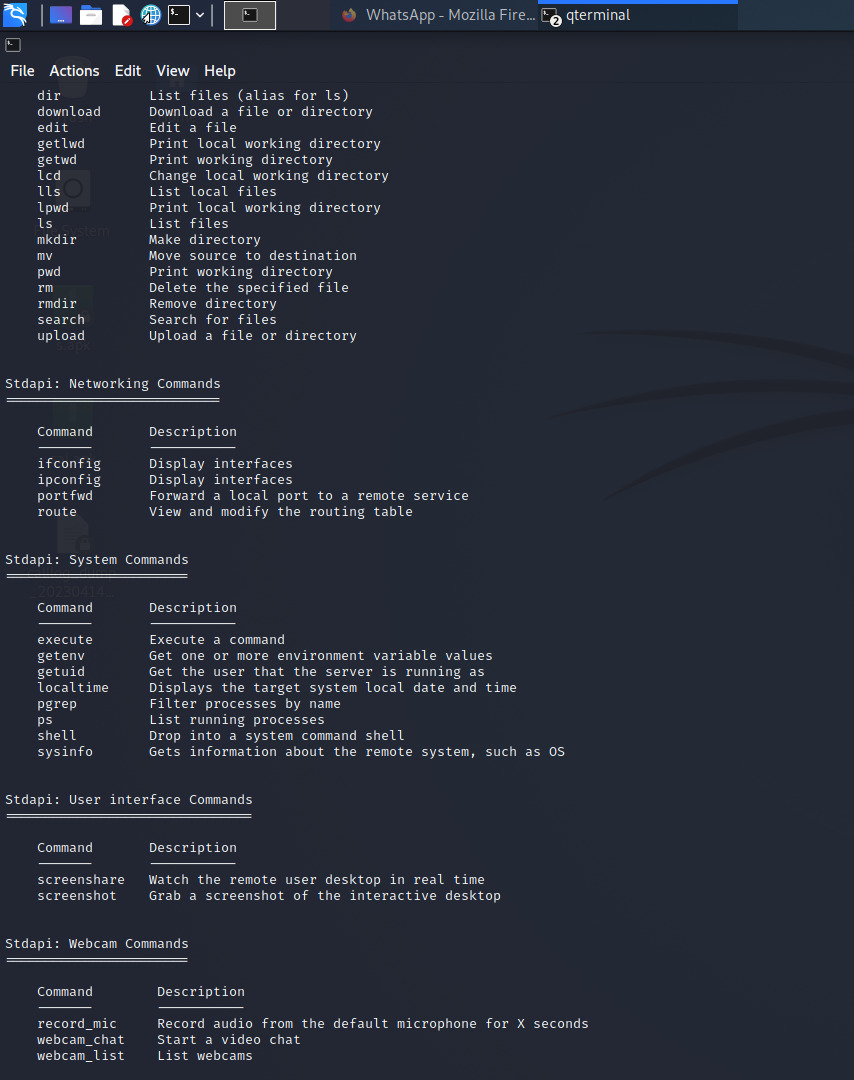 WhatsApp - Mozilla Fire...
2 qterminal
File Actions Edit View Help
dir List files (alias for ls)
download Download a file or directory
edit Edit a file
getlwd Print local working directory
getwd Print working directory
lcd Change local working directory
lls List local files
lpwd Print local working directory
ls List files
mkdir Make directory
mv Move source to destination
pwd Print working directory
rm Delete the specified file
rmdir Remove directory
search Search for files
upload Upload a file or directory
Stdapi: Networking Commands
Command Description
ifconfig Display interfaces
ipconfig Display interfaces
portfwd Forward a local port to a remote service
route View and modify the routing table
Stdapi: System Commands
_20230414...
Command Description
execute Execute a command
getenv Get one or more environment variable values
getuid Get the user that the server is running as
localtime Displays the target system local date and time
pgrep Filter processes by name
ps List running processes
shell Drop into a system command shell
sysinfo Gets information about the remote system, such as OS
Stdapi: User interface Commands
Command Description
screenshare Watch the remote user desktop in real time
screenshot Grab a screenshot of the interactive desktop
Stdapi: Webcam Commands
Command Description
record_mic Record audio from the default microphone for X seconds
webcam_chat Start a video chat
webcam_list List webcams